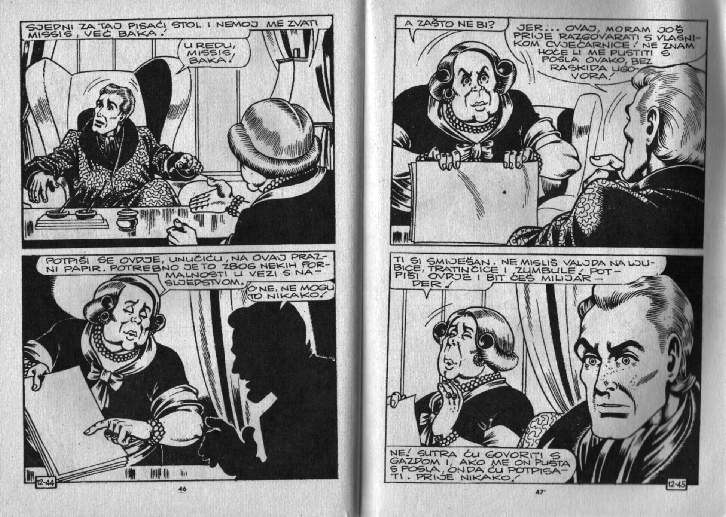 SJEDNI ZA TAJ PISAĆI STOL I NEMOJ ME ZVATI
MISSIS, VEĆ BAKA!
U REDU,
MISSIS,
BAKA!
POTPIŠI SE OVDJE, UNUČIĆU, NA OVAJ PRAZ-
NI PAPIR. POTREBNO JE TO ZBOG NEKIH FOR-
MALNOSTI U VEZI S NA-
SLJEDSTVOM.
O NE, NE MOGU
TO NIKAKO!
12-44
46
A ZAŠTO NE BI?
JER... OVAJ, MORAM JOŠ
PRIJE RAZGOVARATI S VLASNI-
KOM CVJEĆARNICE! NE ZNAM
HOĆE LI ME PUSTITI S
POSLA OVAKO, BEZ
RASKIDA UGO-
VORA!
TI SI SMIJEŠAN. NE MISLIŠ VALJDA NA LJU-
BICE, TRATINČICE I ZUMBULE! POT-
PIŠI OVDJE I BIT ĆEŠ MILIJAR-
DER!
NE! SUTRA ĆU GOVORITI S
GAZDOM I, AKO ME ON PUSTA
S POSLA, ONDA ĆU POTPISA-
TI. PRIJE NIKAKO!
12-45
47